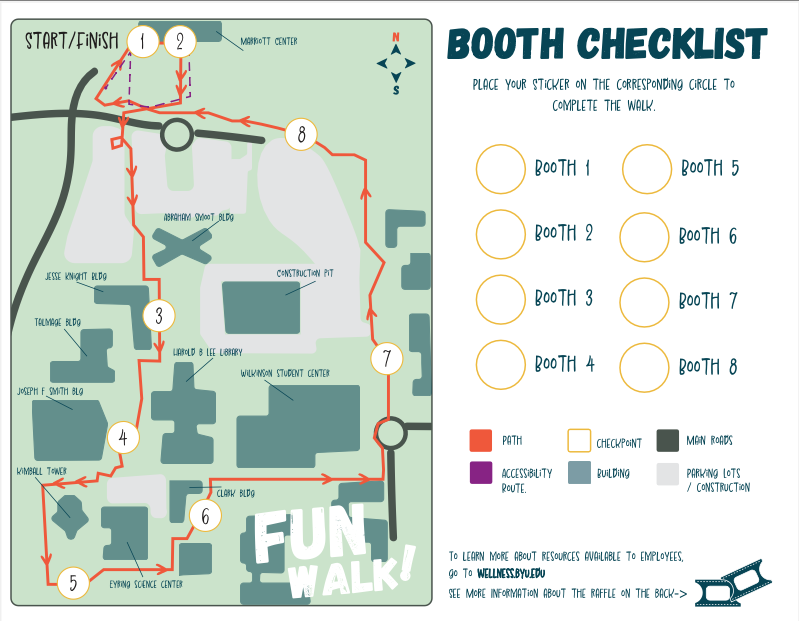 START/FINISH
1
2
MARRIOTT CENTER
N
S
8
ABRAHAM SMOOT BLDG
JESSE KNIGHT BLDG
CONSTRUCTION PIT
3
TALMAGE BLDG
HAROLD B LEE LIBRARY
7
WILKINSON STUDENT CENTER
JOSEPH F SMITH BLDG
4
KIMBALL TOWER
CLARK BLDG
6
FUN
WALK!
5
EYRING SCIENCE CENTER
BOOTH CHECKLIST
PLACE YOUR STICKER ON THE CORRESPONDING CIRCLE TO
COMPLETE THE WALK.
BOOTH 1
BOOTH 5
BOOTH 2
BOOTH 6
BOOTH 3
BOOTH 7
BOOTH 4
BOOTH 8
PATH
CHECKPOINT
MAIN ROADS
ACCESSIBILITY
ROUTE.
BUILDING
PARKING LOTS
/ CONSTRUCTION
TO LEARN MORE ABOUT RESOURCES AVAILABLE TO EMPLOYEES,
GO TO WELLNESS.BYU.EDU
SEE MORE INFORMATION ABOUT THE RAFFLE ON THE BACK->